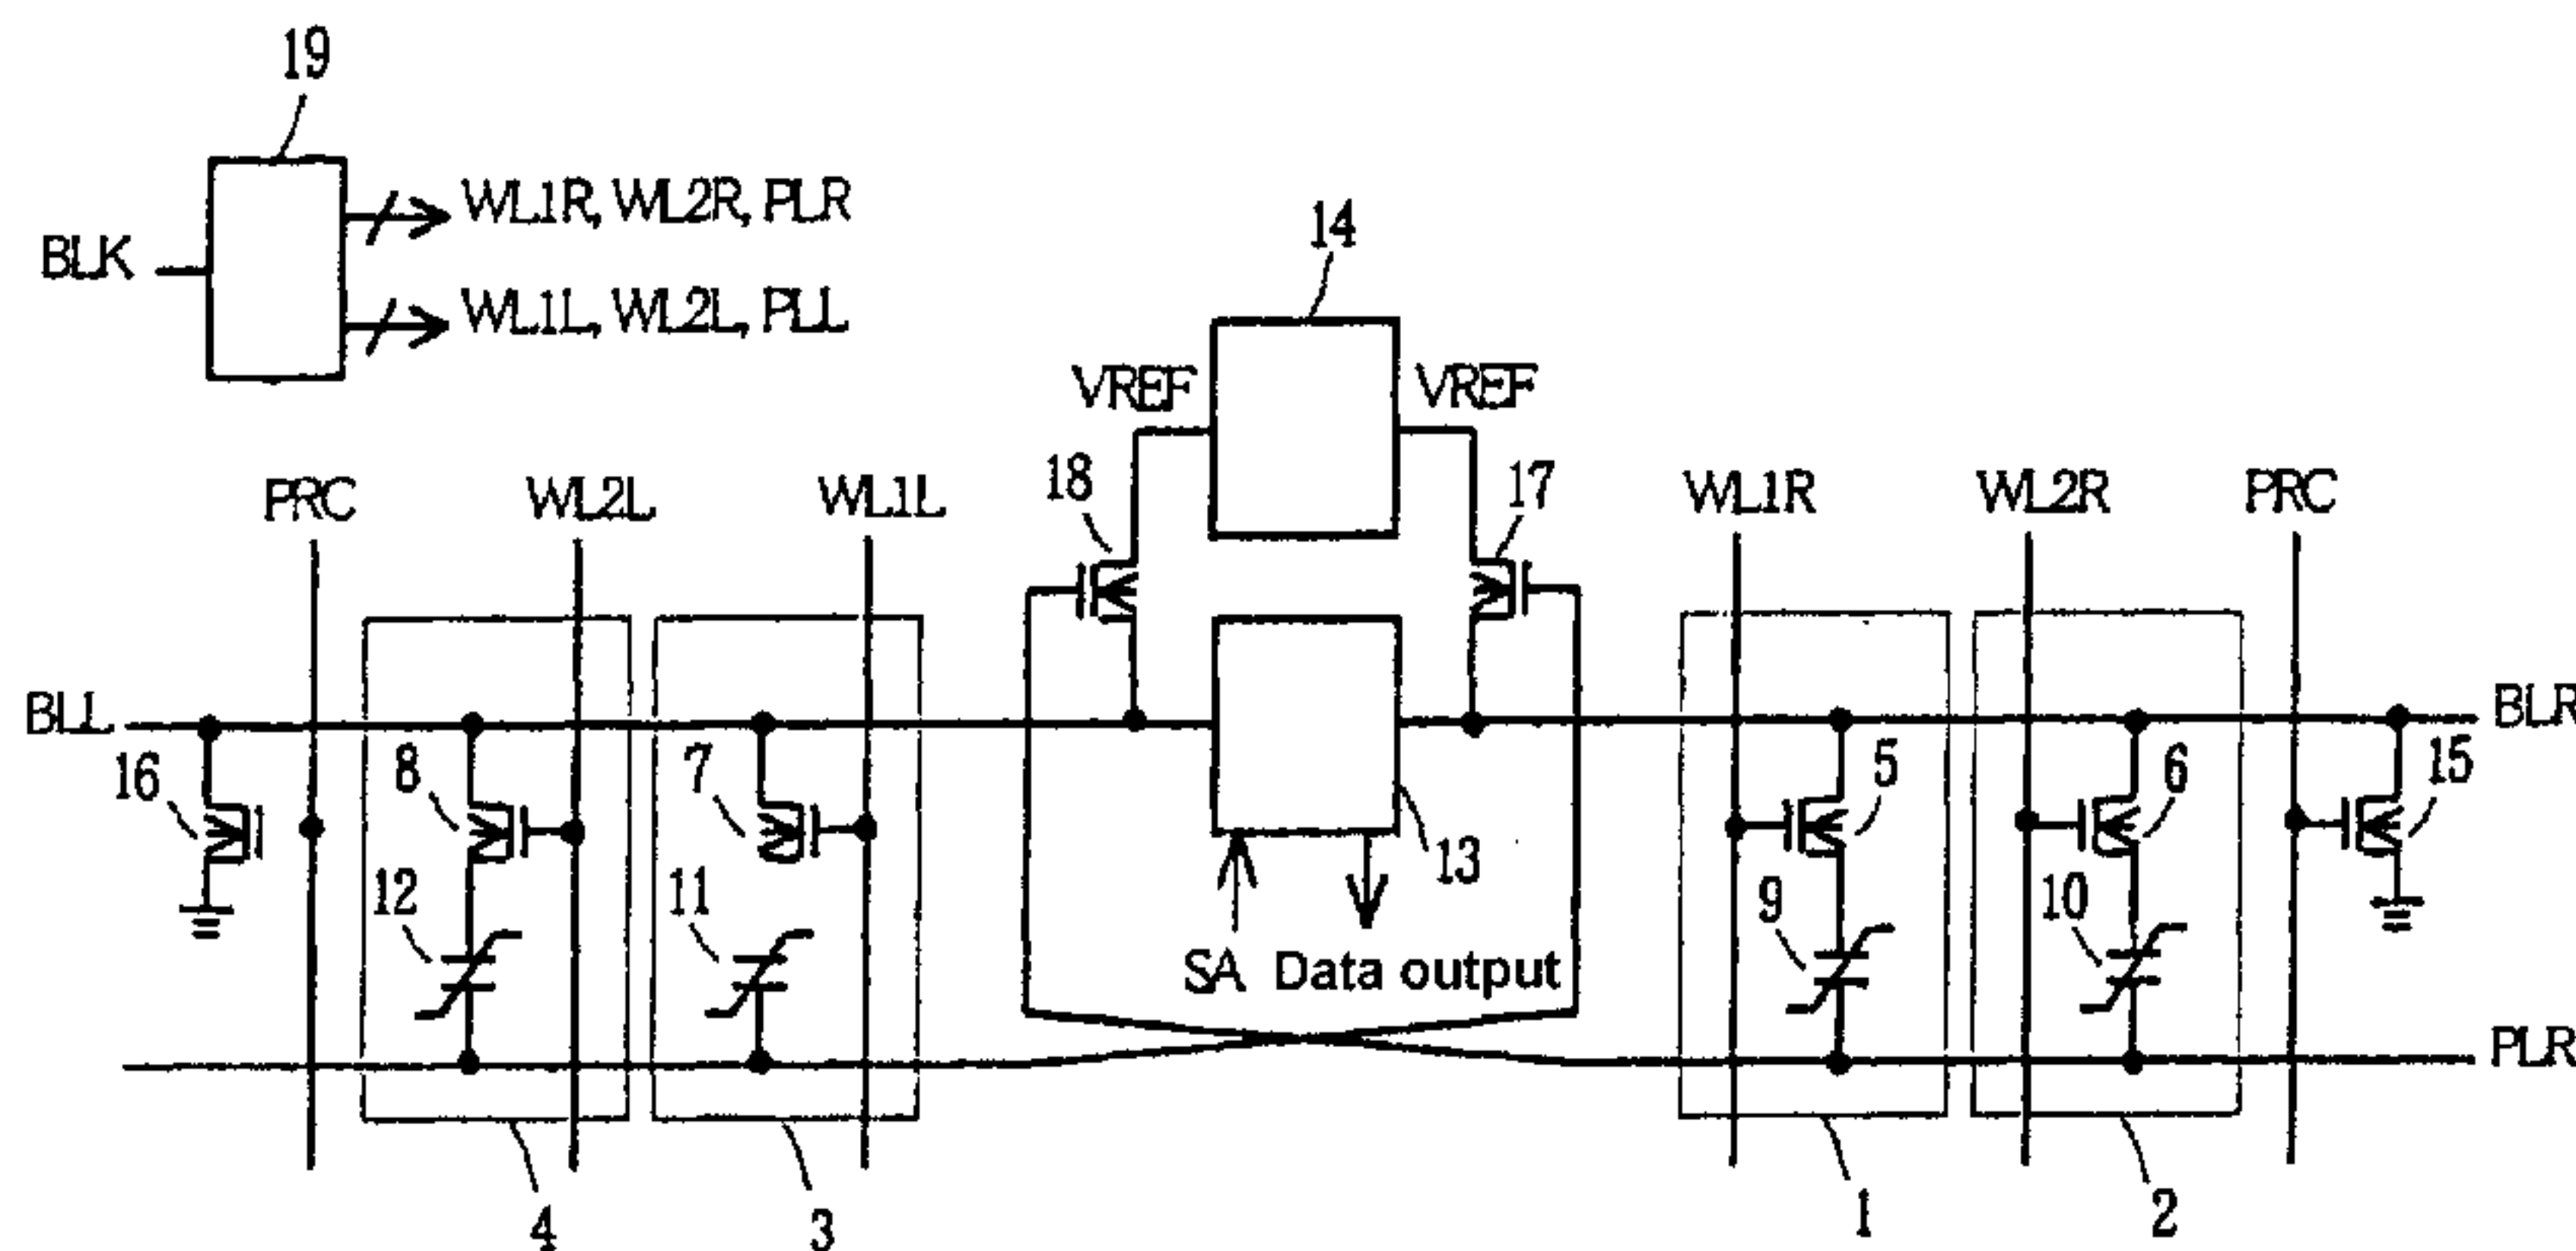 19
WL1R, WL2R, PLR
BLK
WL1L, WL2L, PLL
14
VREF VREF
18 17
PRC WL2L WL1L WL1R WL2R PRC
BLL BLR
16 8 7 5 6 15
12 11 13 9 10
SA Data output
PLR
4 3 1 2